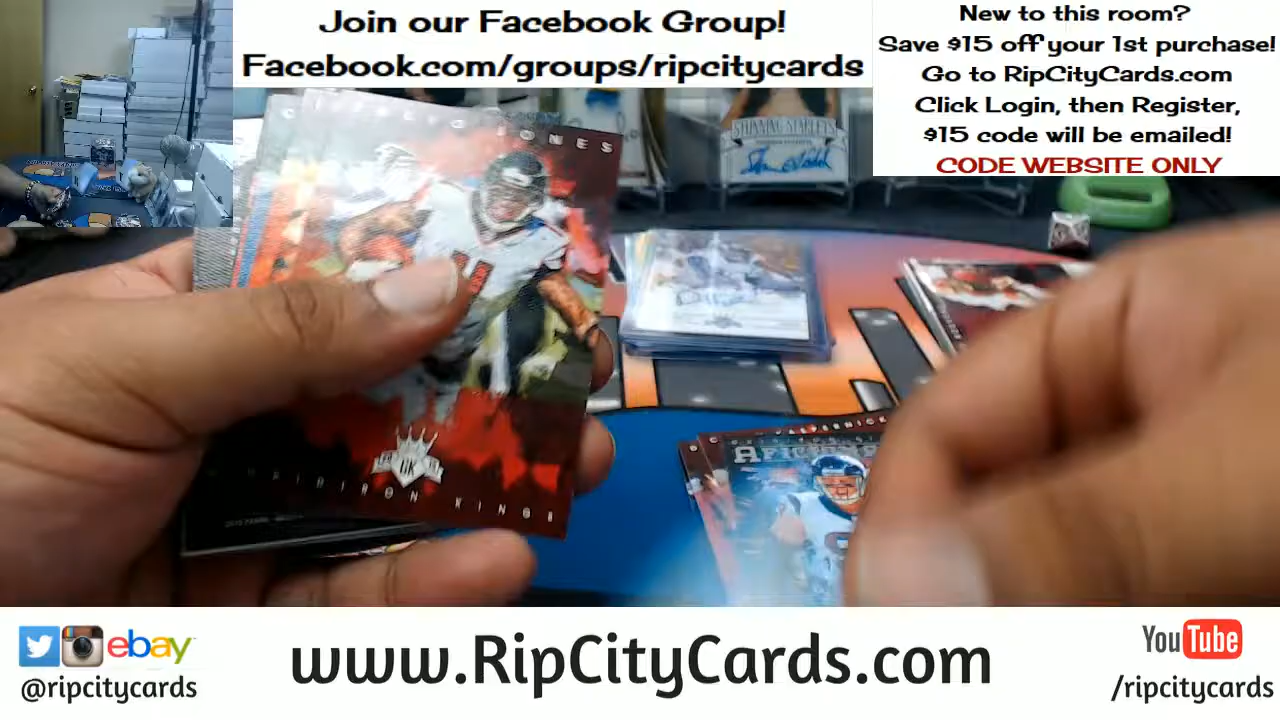 Join our Facebook Group!
Facebook.com/groups/ripcitycards
New to this room?
Save $15 off your 1st purchase!
Go to RipCityCards.com
Click Login, then Register,
$15 code will be emailed!
CODE WEBSITE ONLY
JONES
GK
GRIDIRON KINGS
ebay
@ripcitycards
www.RipCityCards.com
YouTube
/ripcitycards